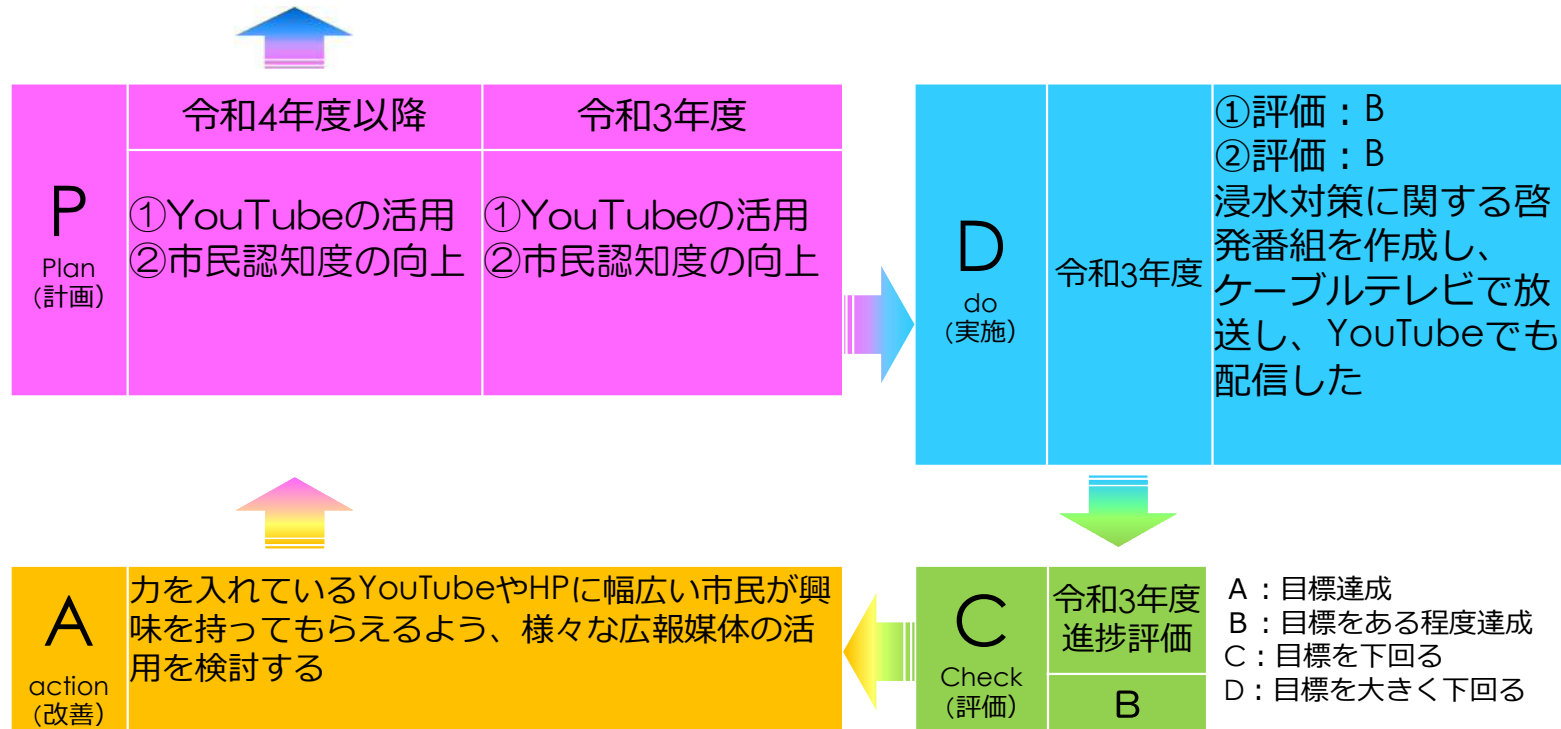 P
Plan
(計画)
令和4年度以降
令和3年度
①YouTubeの活用
②市民認知度の向上
①YouTubeの活用
②市民認知度の向上
D
do
(実施)
令和3年度
①評価：B
②評価：B
浸水対策に関する啓
発番組を作成し、
ケーブルテレビで放
送し、YouTubeでも
配信した
A
action
(改善)
力を入れているYouTubeやHPに幅広い市民が興
味を持ってもらえるよう、様々な広報媒体の活
用を検討する
C
Check
(評価)
令和3年度
進捗評価
B
A：目標達成
B：目標をある程度達成
C：目標を下回る
D：目標を大きく下回る